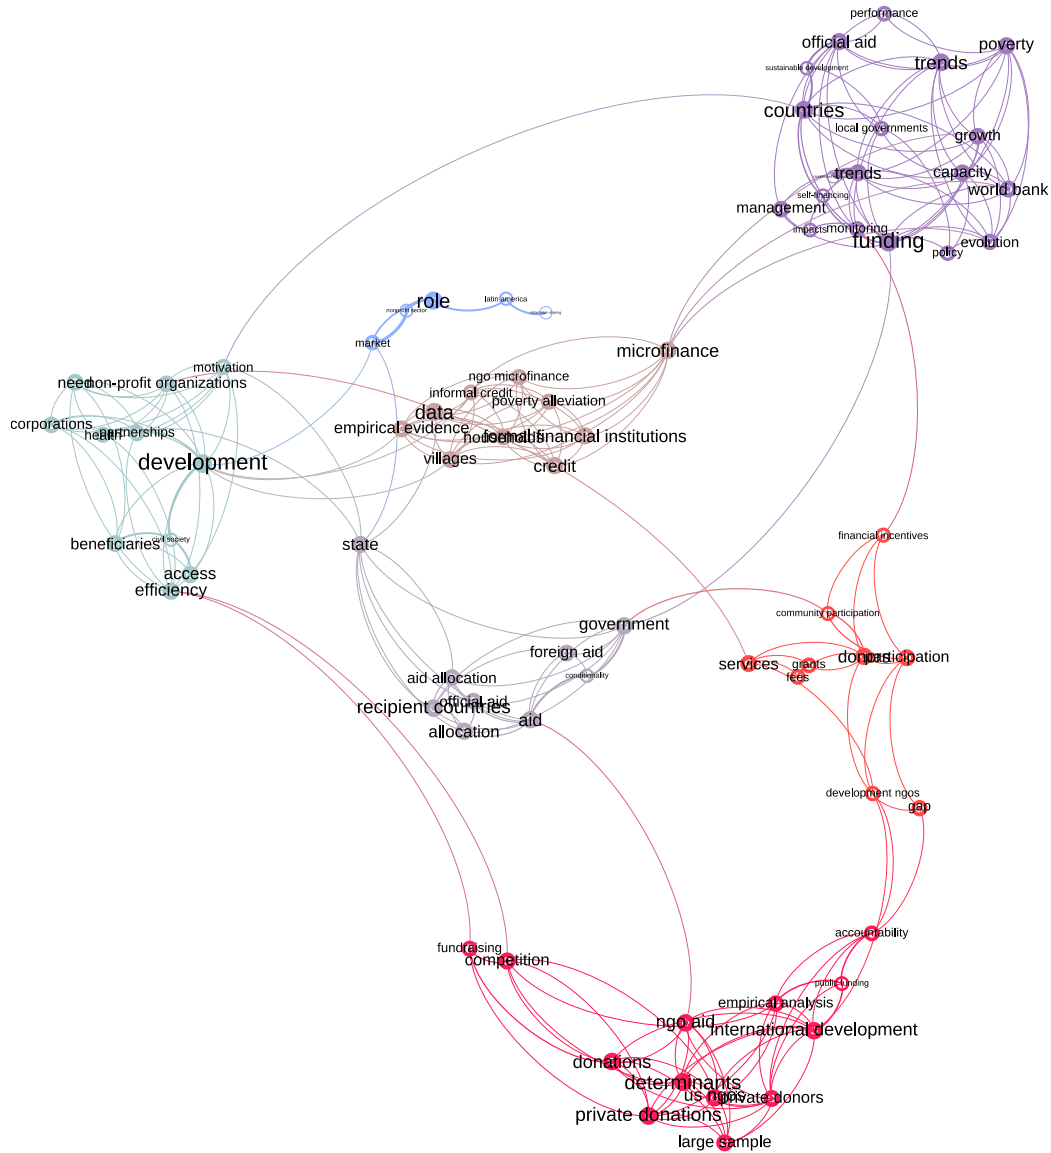 performance
official aid
poverty
trends
sustainable development
countries
local governments
growth
trends
capacity
world bank
self-financing
management
impacts
monitoring
funding
evolution
policy
role
latin america
nonprofit sector
information sharing
market
microfinance
motivation
need
non-profit organizations
ngo microfinance
informal credit
poverty alleviation
data
corporations
health
partnerships
empirical evidence
households
formal financial institutions
development
villages
credit
financial incentives
beneficiaries
civil society
state
access
efficiency
community participation
government
foreign aid
donors
participation
services
grants
fees
aid allocation
conditionality
official aid
recipient countries
aid
allocation
development ngos
gap
accountability
fundraising
competition
public funding
empirical analysis
ngo aid
international development
donations
determinants
us ngos
private donors
private donations
large sample